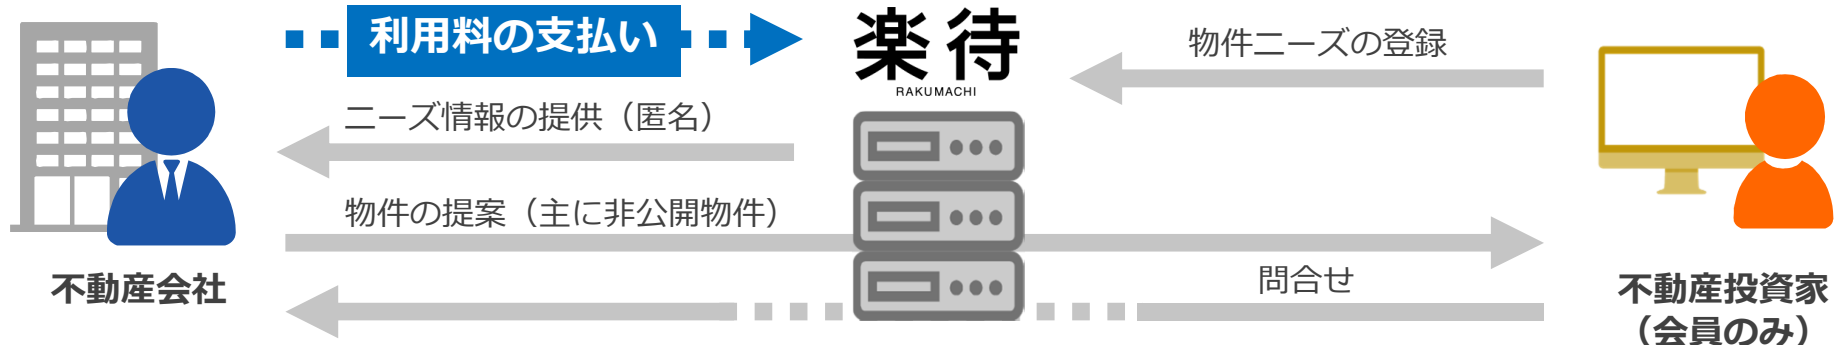 利用料の支払い
楽待
RAKUMACHI
物件ニーズの登録
ニーズ情報の提供（匿名）
物件の提案（主に非公開物件）
問合せ
不動産会社
不動産投資家
（会員のみ）